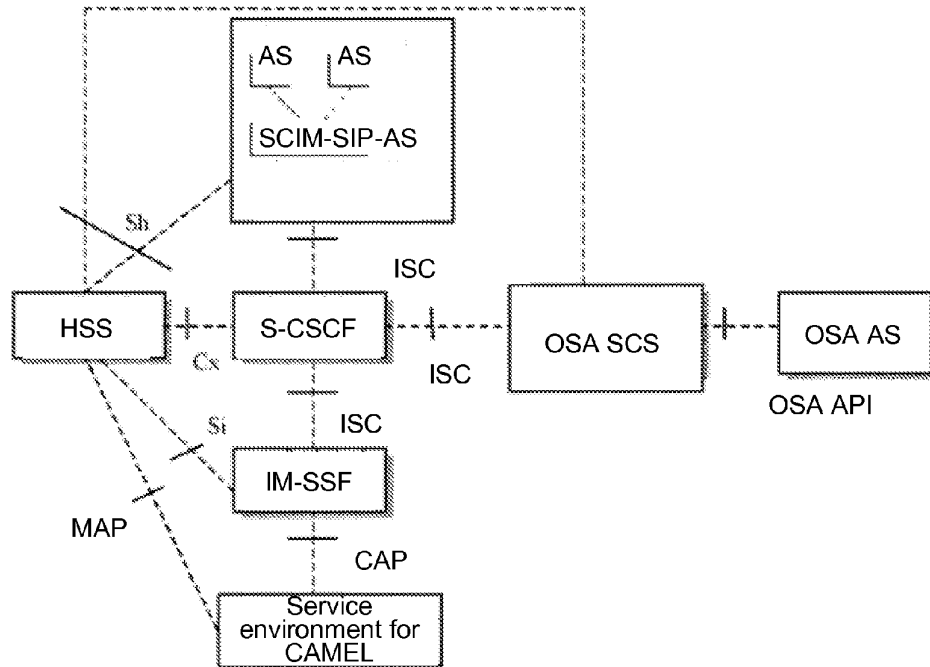 AS AS
SCIM-SIP-AS
Sh
ISC
HSS
S-CSCF
OSA SCS
OSA AS
Cx
ISC
OSA API
Si
ISC
IM-SSF
MAP
CAP
Service
environment for
CAMEL